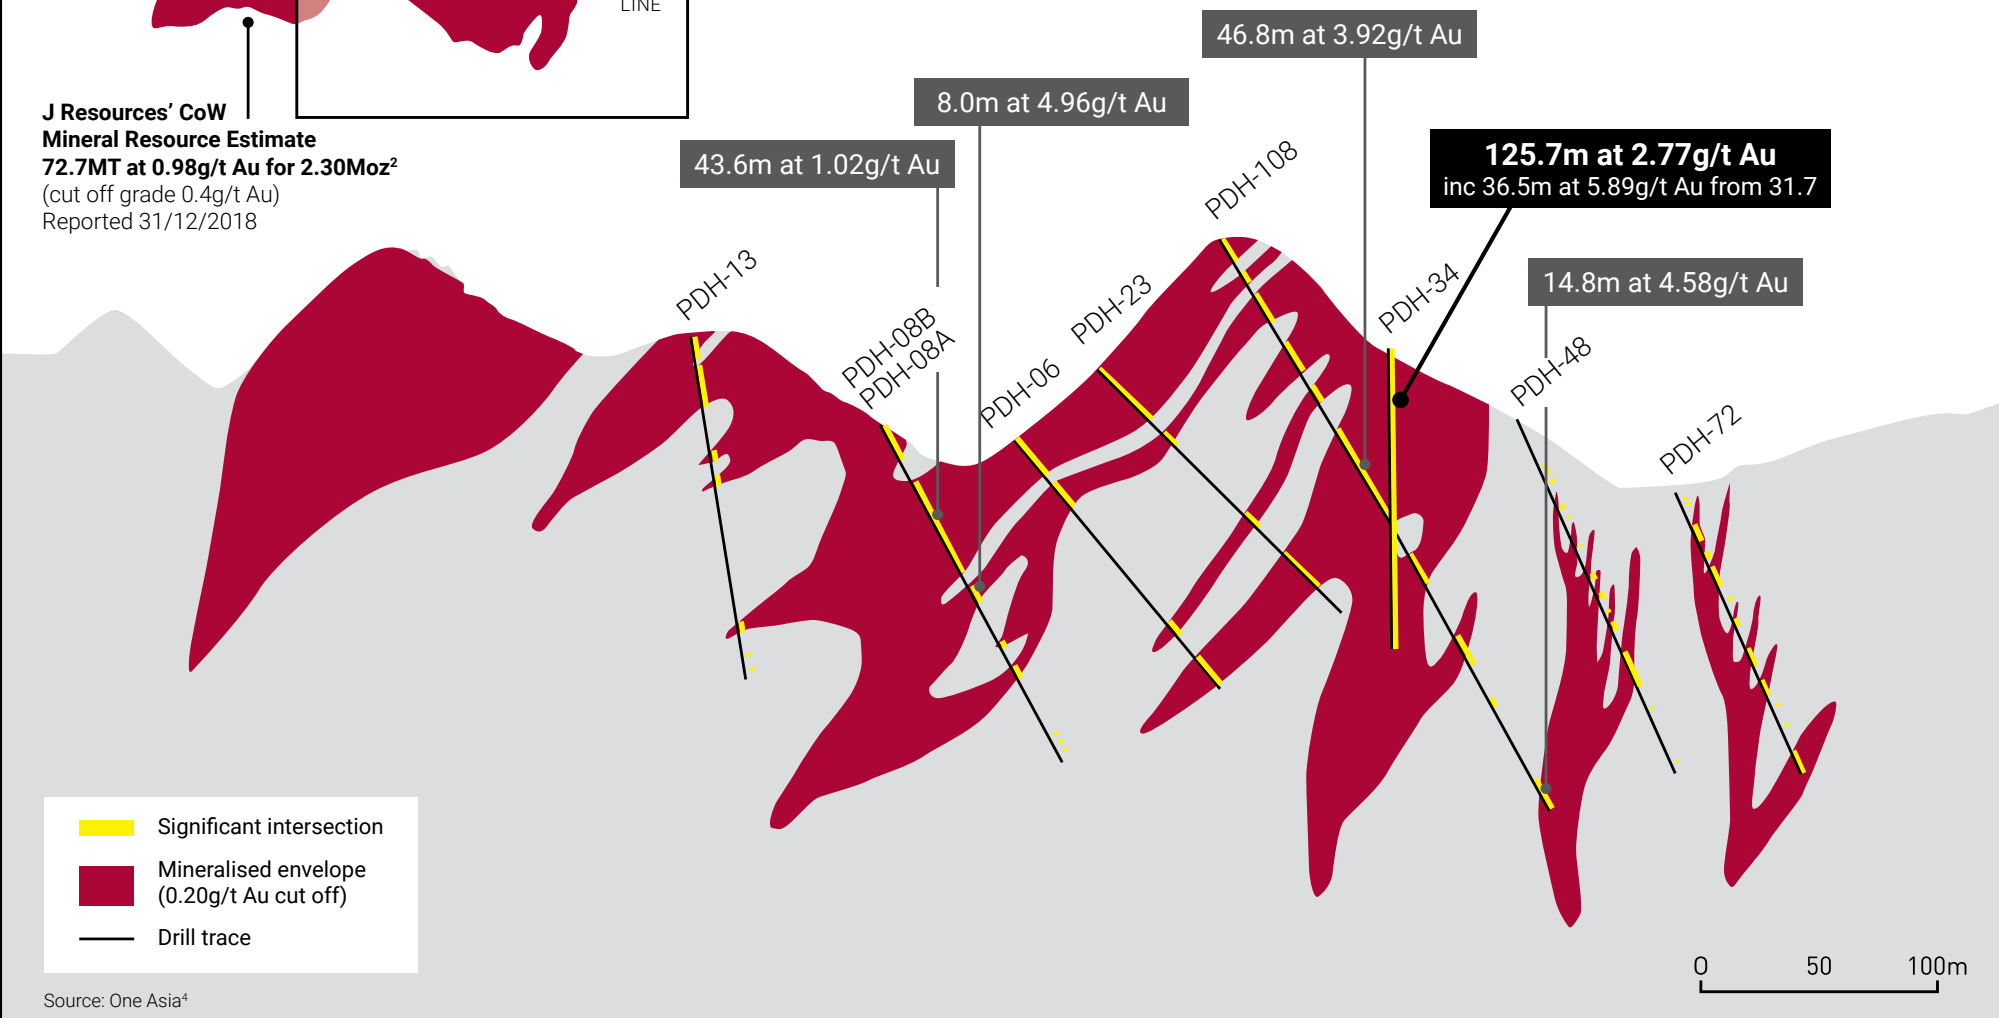 LINE
46.8m at 3.92g/t Au
8.0m at 4.96g/t Au
J Resources’ CoW
Mineral Resource Estimate
72.7MT at 0.98g/t Au for 2.30Moz²
(cut off grade 0.4g/t Au)
Reported 31/12/2018
43.6m at 1.02g/t Au
125.7m at 2.77g/t Au
inc 36.5m at 5.89g/t Au from 31.7
14.8m at 4.58g/t Au
PDH-13
PDH-08B
PDH-08A
PDH-06
PDH-23
PDH-108
PDH-34
PDH-48
PDH-72
Significant intersection
Mineralised envelope
(0.20g/t Au cut off)
Drill trace
0 50 100m
Source: One Asia⁴